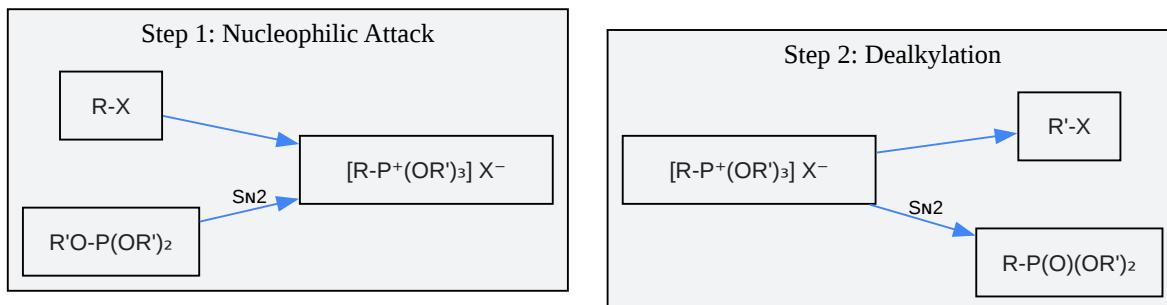 Step 1: Nucleophilic Attack
R-X
[R-P⁺(OR')₃] X⁻
Sɴ2
R'O-P(OR')₂
Step 2: Dealkylation
R'-X
[R-P⁺(OR')₃] X⁻
Sɴ2
R-P(O)(OR')₂